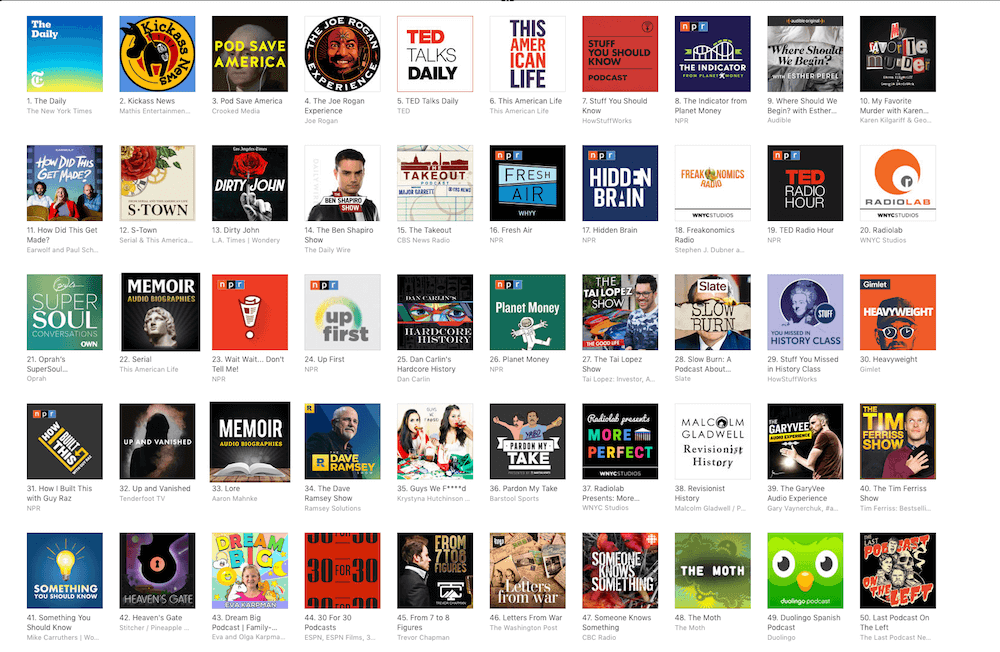 The
Daily
Kickass
News
POD SAVE
AMERICA
THE JOE ROGAN
EXPERIENCE
TED
TALKS
DAILY
THIS
AMER
ICAN
LIFE
STUFF
YOU SHOULD
KNOW
PODCAST
npr
THE INDICATOR
FROM PLANET MONEY
audible original
Where Should
We Begin?
WITH ESTHER PEREL
My
favorite
murder
1. The Daily
The New York Times
2. Kickass News
Mathis Entertainmen...
3. Pod Save America
Crooked Media
4. The Joe Rogan
Experience
Joe Rogan
5. TED Talks Daily
TED
6. This American Life
This American Life
7. Stuff You Should
Know
HowStuffWorks
8. The Indicator from
Planet Money
NPR
9. Where Should We
Begin? with Esther...
Audible
10. My Favorite
Murder with Karen...
Karen Kilgariff & Geo...
HOW DID THIS
GET MADE?
S-TOWN
Los Angeles Times
DIRTY JOHN
DAILY WIRE
BEN SHAPIRO
SHOW
THE
TAKEOUT
PODCAST
MAJOR GARRETT
CBS NEWS
npr
FRESH
AIR
WHYY
npr
HIDDEN
BRAIN
FREAKONOMICS
RADIO
WNYCSTUDIOS
npr
TED
RADIO
HOUR
RADIOLAB
WNYCSTUDIOS
11. How Did This Get
Made?
Earwolf and Paul Sch...
12. S-Town
Serial & This America...
13. Dirty John
L.A. Times | Wondery
14. The Ben Shapiro
Show
The Daily Wire
15. The Takeout
CBS News Radio
16. Fresh Air
NPR
17. Hidden Brain
NPR
18. Freakonomics
Radio
Stephen J. Dubner a...
19. TED Radio Hour
NPR
20. Radiolab
WNYC Studios
Oprah's
SUPER
SOUL
CONVERSATIONS
OWN
MEMOIR
AUDIO BIOGRAPHIES
npr
npr
up
first
DAN CARLIN'S
HARDCORE
HISTORY
npr
Planet Money
THE
TAI LOPEZ
SHOW
THE GOOD LIFE
Slate
SLOW
BURN
STUFF
YOU MISSED IN
HISTORY CLASS
Gimlet
HEAVYWEIGHT
21. Oprah's
SuperSoul...
Oprah
22. Serial
This American Life
23. Wait Wait... Don't
Tell Me!
NPR
24. Up First
NPR
25. Dan Carlin's
Hardcore History
Dan Carlin
26. Planet Money
NPR
27. The Tai Lopez
Show
Tai Lopez: Investor, A...
28. Slow Burn: A
Podcast About...
Slate
29. Stuff You Missed
in History Class
HowStuffWorks
30. Heavyweight
Gimlet
npr
HOW I
BUILT
THIS
UP AND VANISHED
MEMOIR
AUDIO BIOGRAPHIES
THE
DAVE
RAMSEY
SHOW
PARDON MY
TAKE
Radiolab presents
MORE
PERFECT
WNYCSTUDIOS
MALCOLM
GLADWELL
Revisionist
History
THE
GARYVEE
AUDIO EXPERIENCE
THE
TIM
FERRISS
SHOW
31. How I Built This
with Guy Raz
NPR
32. Up and Vanished
Tenderfoot TV
33. Lore
Aaron Mahnke
34. The Dave
Ramsey Show
Ramsey Solutions
35. Guys We F****d
Krystyna Hutchinson ...
36. Pardon My Take
Barstool Sports
37. Radiolab
Presents: More...
WNYC Studios
38. Revisionist
History
Malcolm Gladwell / P...
39. The GaryVee
Audio Experience
Gary Vaynerchuk, #a...
40. The Tim Ferriss
Show
Tim Ferriss: Bestselli...
SOMETHING
YOU SHOULD KNOW
HEAVEN'S GATE
DREAM
BIG
EVA KARPMAN
30 FOR 30
30 FOR 30
30 FOR 30
FROM
7 TO 8
FIGURES
TREVOR CHAPMAN
Letters
from war
SOMEONE
KNOWS
SOMETHING
THE MOTH
duolingo podcast
THE LAST
PODCAST
ON THE
LEFT
41. Something You
Should Know
Mike Carruthers | Wo...
42. Heaven's Gate
Stitcher / Pineapple ...
43. Dream Big
Podcast | Family-...
Eva and Olga Karpma...
44. 30 For 30
Podcasts
ESPN, ESPN Films, 3...
45. From 7 to 8
Figures
Trevor Chapman
46. Letters From War
The Washington Post
47. Someone Knows
Something
CBC Radio
48. The Moth
The Moth
49. Duolingo Spanish
Podcast
Duolingo
50. Last Podcast On
The Left
The Last Podcast Ne...